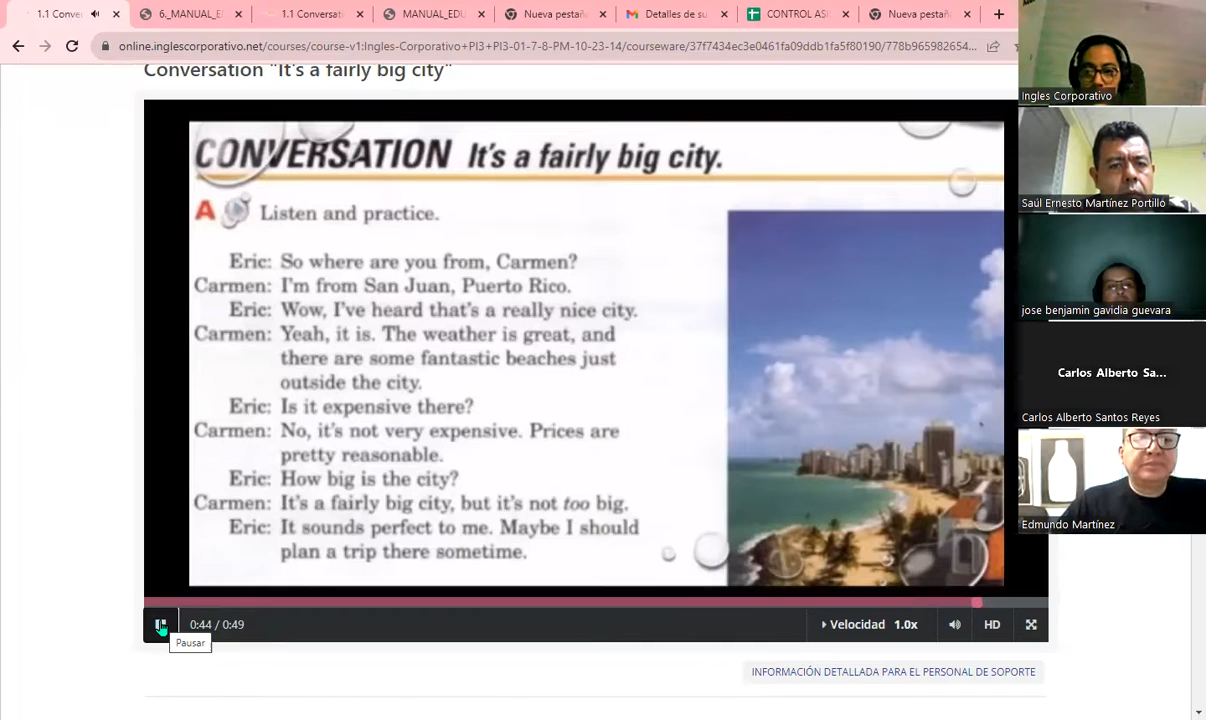 1.1 Conver
6._MANUAL_E
1.1 Conversat
MANUAL_EDU
Nueva pestañ
Detalles de su
CONTROL ASI
Nueva pestañ
online.inglescorporativo.net/courses/course-v1:Ingles-Corporativo+PI3+PI3-01-7-8-PM-10-23-14/courseware/37f7434ec3e0461fa09ddb1fa5f80190/778b965982654...
Conversation "It's a fairly big city"
CONVERSATION It's a fairly big city.
A Listen and practice.
Eric: So where are you from, Carmen?
Carmen: I'm from San Juan, Puerto Rico.
Eric: Wow, I've heard that's a really nice city.
Carmen: Yeah, it is. The weather is great, and
there are some fantastic beaches just
outside the city.
Eric: Is it expensive there?
Carmen: No, it's not very expensive. Prices are
pretty reasonable.
Eric: How big is the city?
Carmen: It's a fairly big city, but it's not too big.
Eric: It sounds perfect to me. Maybe I should
plan a trip there sometime.
0:44 / 0:49
Velocidad 1.0x
HD
Pausar
INFORMACIÓN DETALLADA PARA EL PERSONAL DE SOPORTE
Ingles Corporativo
Saúl Ernesto Martínez Portillo
jose benjamin gavidia guevara
Carlos Alberto Sa...
Carlos Alberto Santos Reyes
Edmundo Martínez